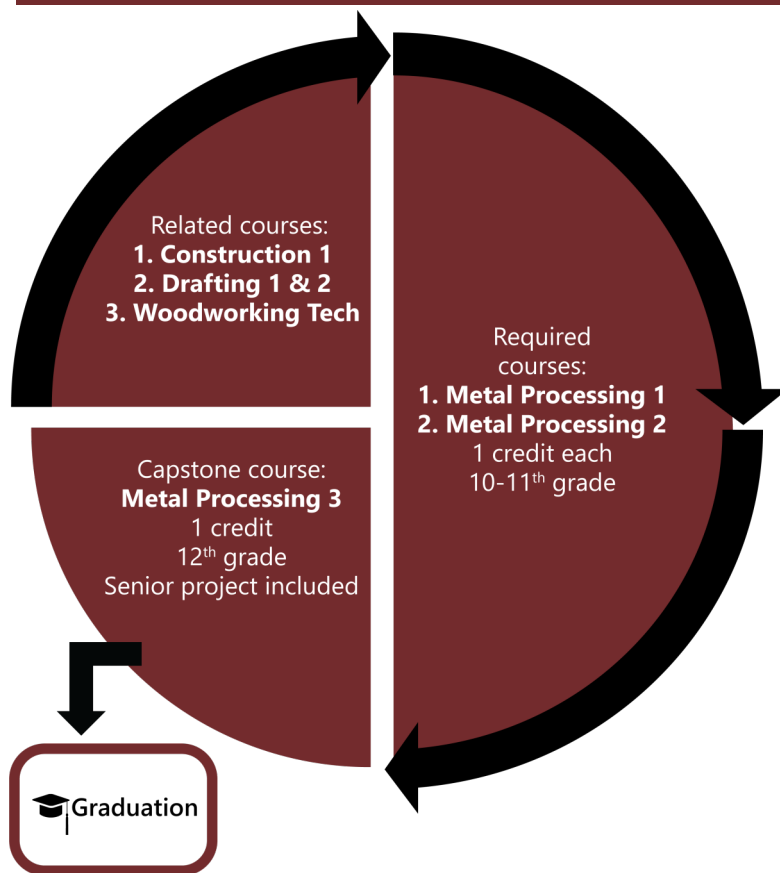 Related courses:
1. Construction 1
2. Drafting 1 & 2
3. Woodworking Tech
Required
courses:
1. Metal Processing 1
2. Metal Processing 2
1 credit each
10-11th grade
Capstone course:
Metal Processing 3
1 credit
12th grade
Senior project included
Graduation